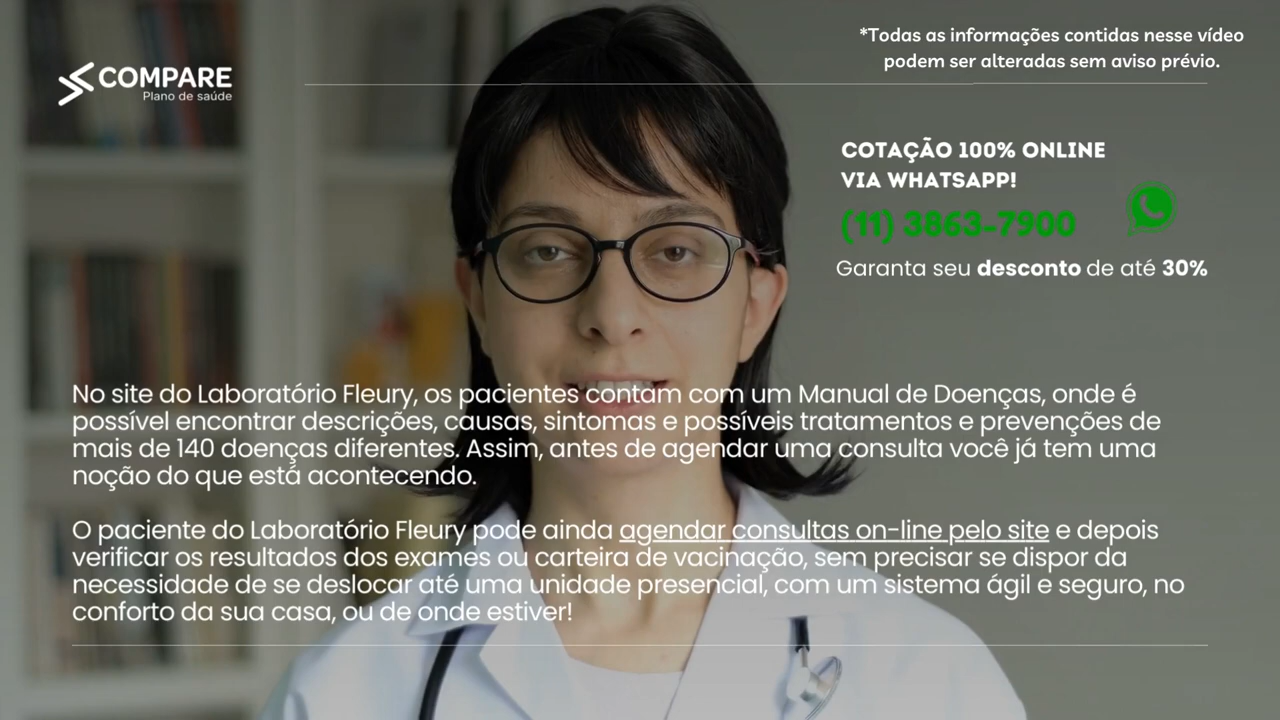 COMPARE
Plano de saúde
*Todas as informações contidas nesse vídeo
podem ser alteradas sem aviso prévio.
COTAÇÃO 100% ONLINE
VIA WHATSAPP!
(11) 3863-7900
Garanta seu desconto de até 30%
No site do Laboratório Fleury, os pacientes contam com um Manual de Doenças, onde é
possível encontrar descrições, causas, sintomas e possíveis tratamentos e prevenções de
mais de 140 doenças diferentes. Assim, antes de agendar uma consulta você já tem uma
noção do que está acontecendo.
O paciente do Laboratório Fleury pode ainda agendar consultas on-line pelo site e depois
verificar os resultados dos exames ou carteira de vacinação, sem precisar se dispor da
necessidade de se deslocar até uma unidade presencial, com um sistema ágil e seguro, no
conforto da sua casa, ou de onde estiver!